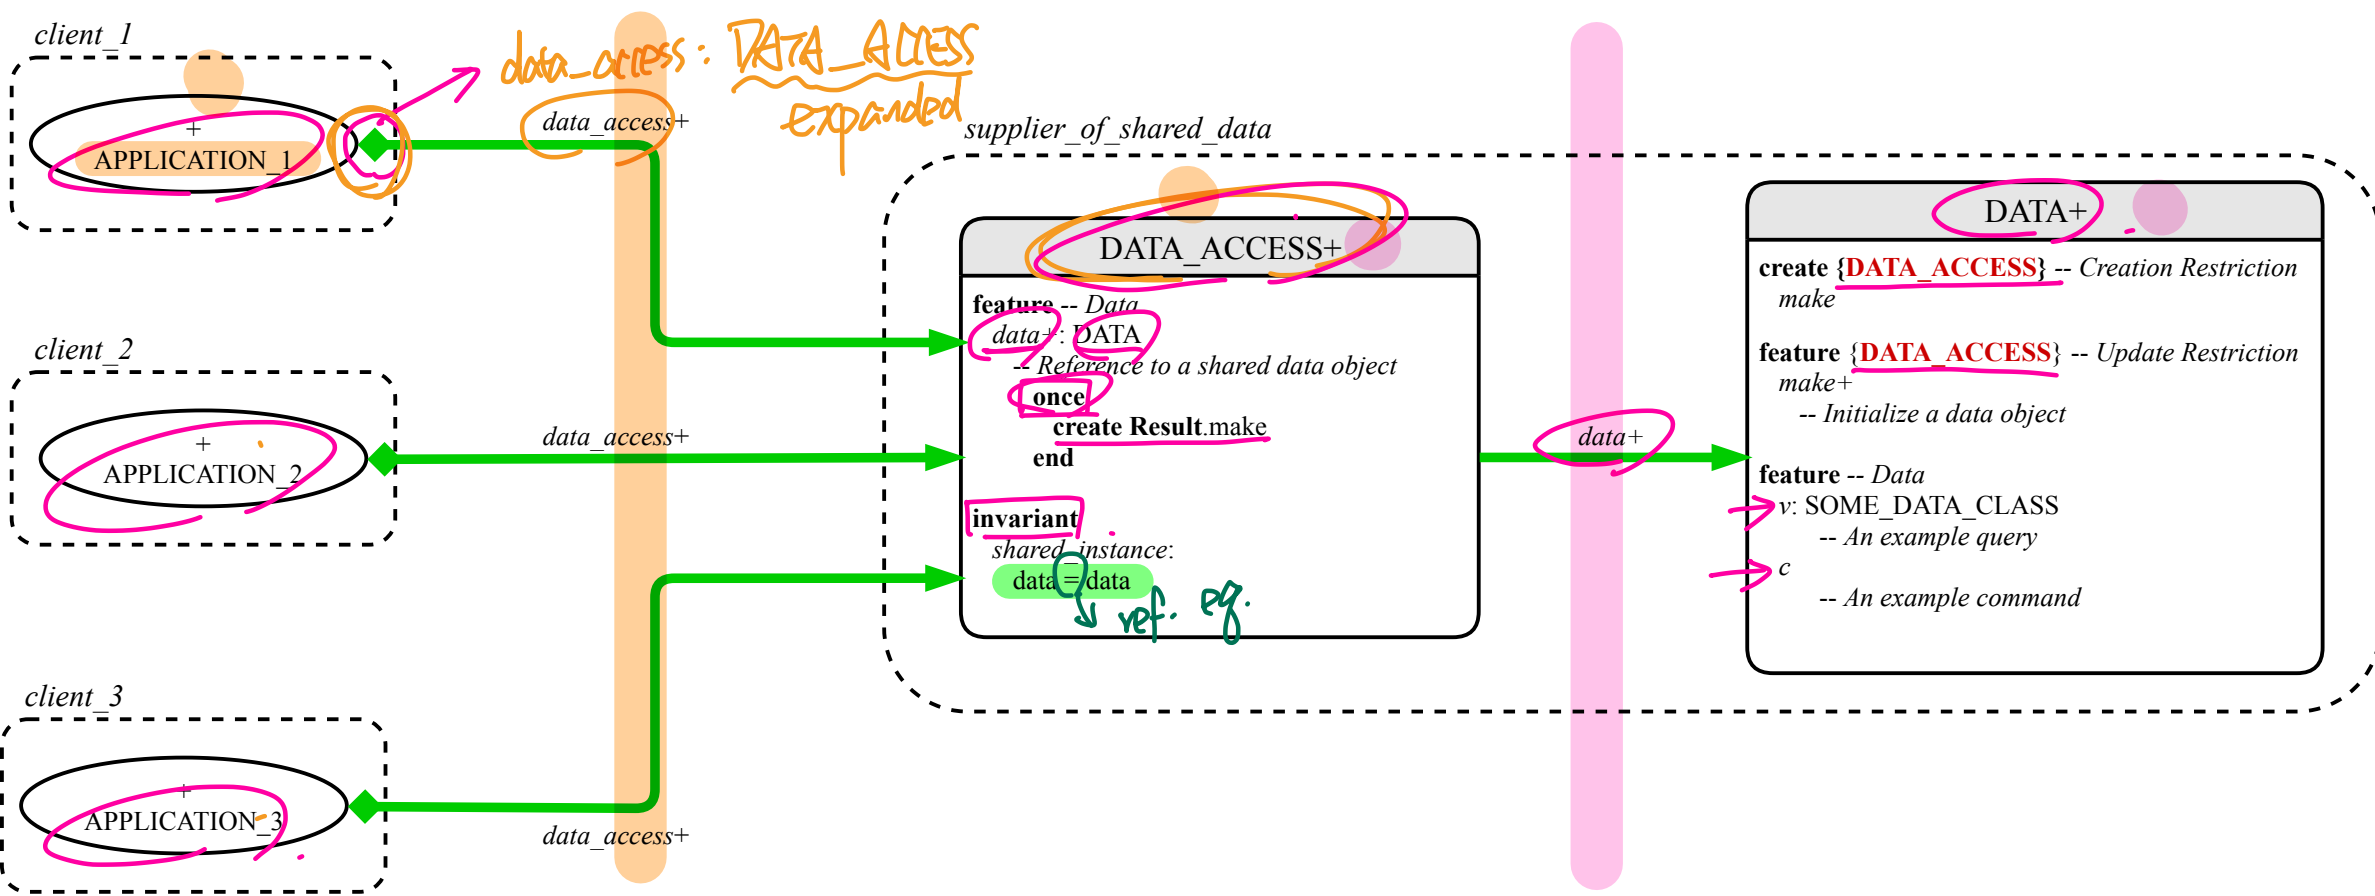 client_1
+
APPLICATION_1
data_access: DATA_ACCESS
expanded
data_access+
client_2
+
APPLICATION_2
data_access+
client_3
+
APPLICATION_3
data_access+
supplier_of_shared_data
DATA_ACCESS+
feature -- Data
data+: DATA
-- Reference to a shared data object
once
create Result.make
end
invariant
shared_instance:
data = data
ref. eq.
data+
DATA+
create {DATA_ACCESS} -- Creation Restriction
make
feature {DATA_ACCESS} -- Update Restriction
make+
-- Initialize a data object
feature -- Data
v: SOME_DATA_CLASS
-- An example query
c
-- An example command